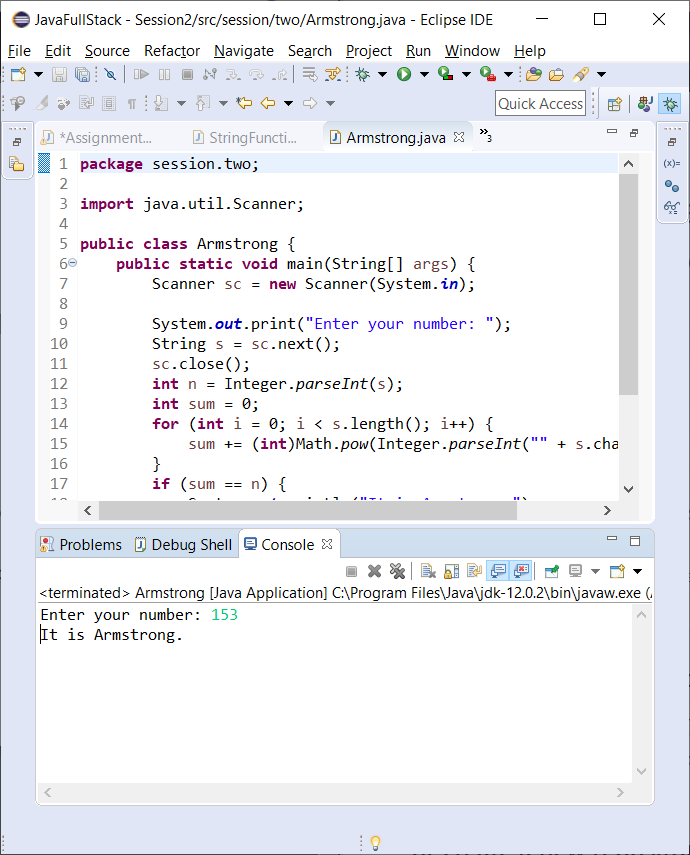 JavaFullStack - Session2/src/session/two/Armstrong.java - Eclipse IDE
File Edit Source Refactor Navigate Search Project Run Window Help
Quick Access
*Assignment... StringFuncti... Armstrong.java »3
1 package session.two;
2
3 import java.util.Scanner;
4
5 public class Armstrong {
6 public static void main(String[] args) {
7 Scanner sc = new Scanner(System.in);
8
9 System.out.print("Enter your number: ");
10 String s = sc.next();
11 sc.close();
12 int n = Integer.parseInt(s);
13 int sum = 0;
14 for (int i = 0; i < s.length(); i++) {
15 sum += (int)Math.pow(Integer.parseInt("" + s.cha
16 }
17 if (sum == n) {
Problems Debug Shell Console
<terminated> Armstrong [Java Application] C:\Program Files\Java\jdk-12.0.2\bin\javaw.exe (
Enter your number: 153
It is Armstrong.